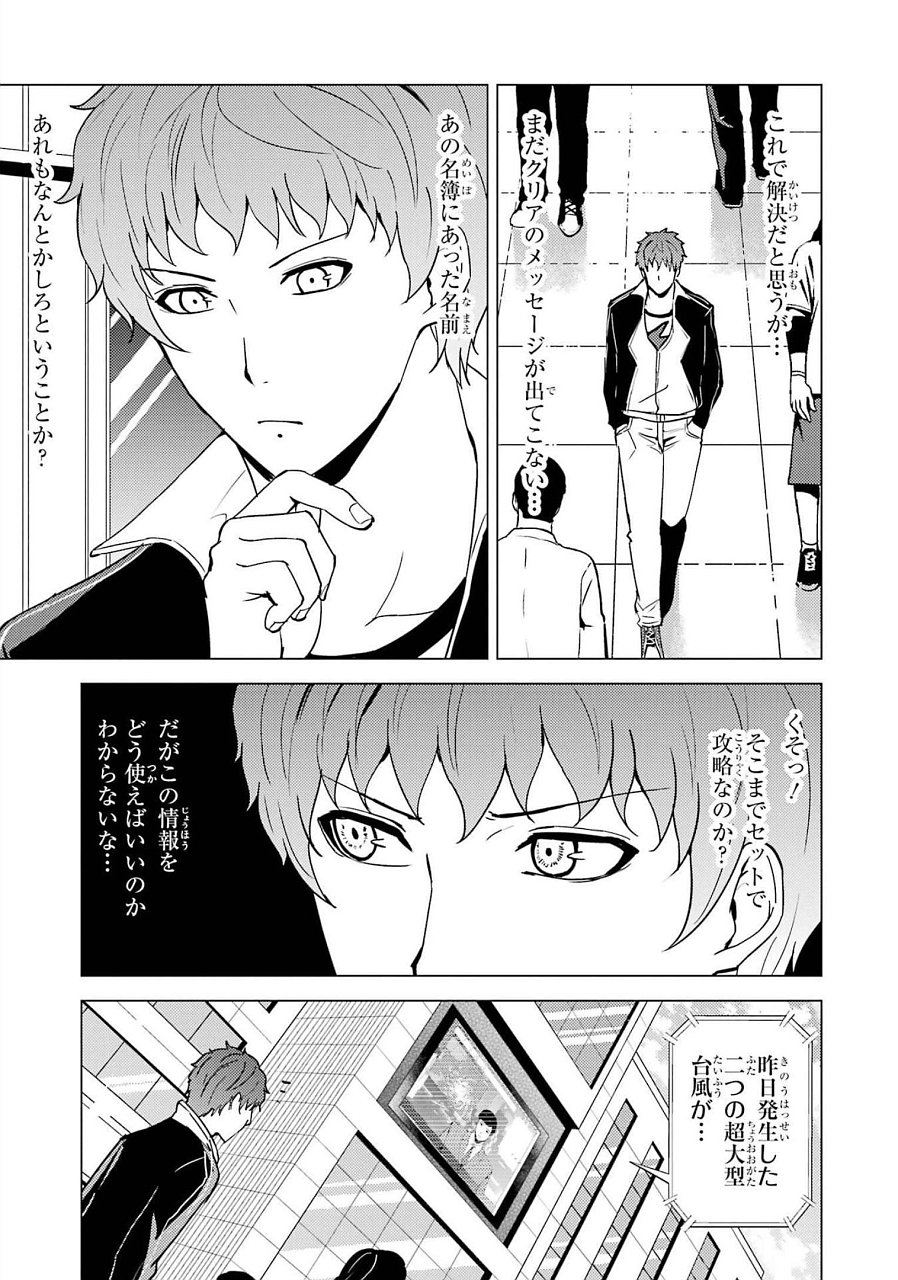 これで解決だと思うが…
まだクリアのメッセージが出てこない…
あの名簿にあった名前
あれもなんとかしろということか?
くそっ!
そこまでセットで
攻略なのか?
だがこの情報を
どう使えばいいのか
わからないな…
昨日発生した
二つの超大型
台風が…